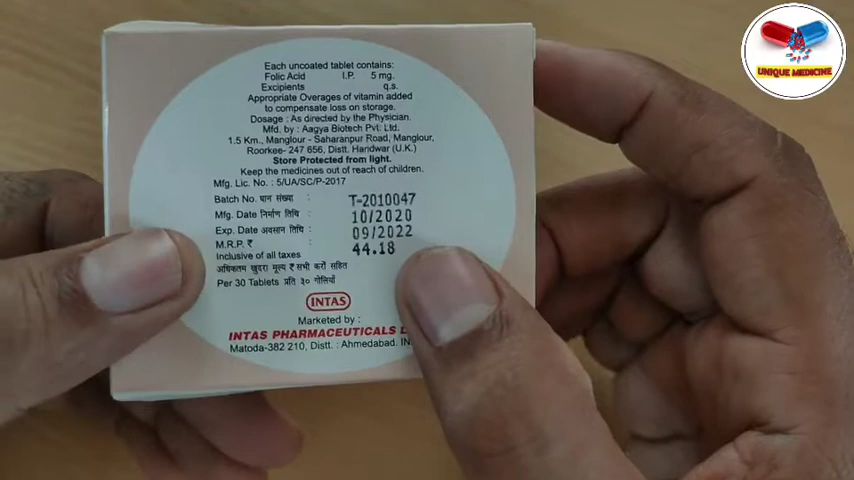 Each uncoated tablet contains:
Folic Acid I.P. 5 mg.
Excipients q.s.
Appropriate Overages of vitamin added
to compensate loss on storage.
Dosage : As directed by the Physician.
Mfd. by : Aagya Biotech Pvt. Ltd.
1.5 Km., Manglour - Saharanpur Road, Manglour,
Roorkee- 247 656, Distt. Haridwar (U.K.)
Store Protected from light.
Keep the medicines out of reach of children.
Mfg. Lic. No. : 5/UA/SC/P-2017
Batch No. घान संख्या : T-2010047
Mfg. Date निर्माण तिथि : 10/2020
Exp. Date अवसान तिथि : 09/2022
M.R.P. ₹ : 44.18
Inclusive of all taxes
अधिकतम खुदरा मूल्य ₹ सभी करों सहित
Per 30 Tablets प्रति ३० गोलियाँ
INTAS
Marketed by :
INTAS PHARMACEUTICALS
Matoda-382 210, Distt. : Ahmedabad.
UNIQUE MEDICINE